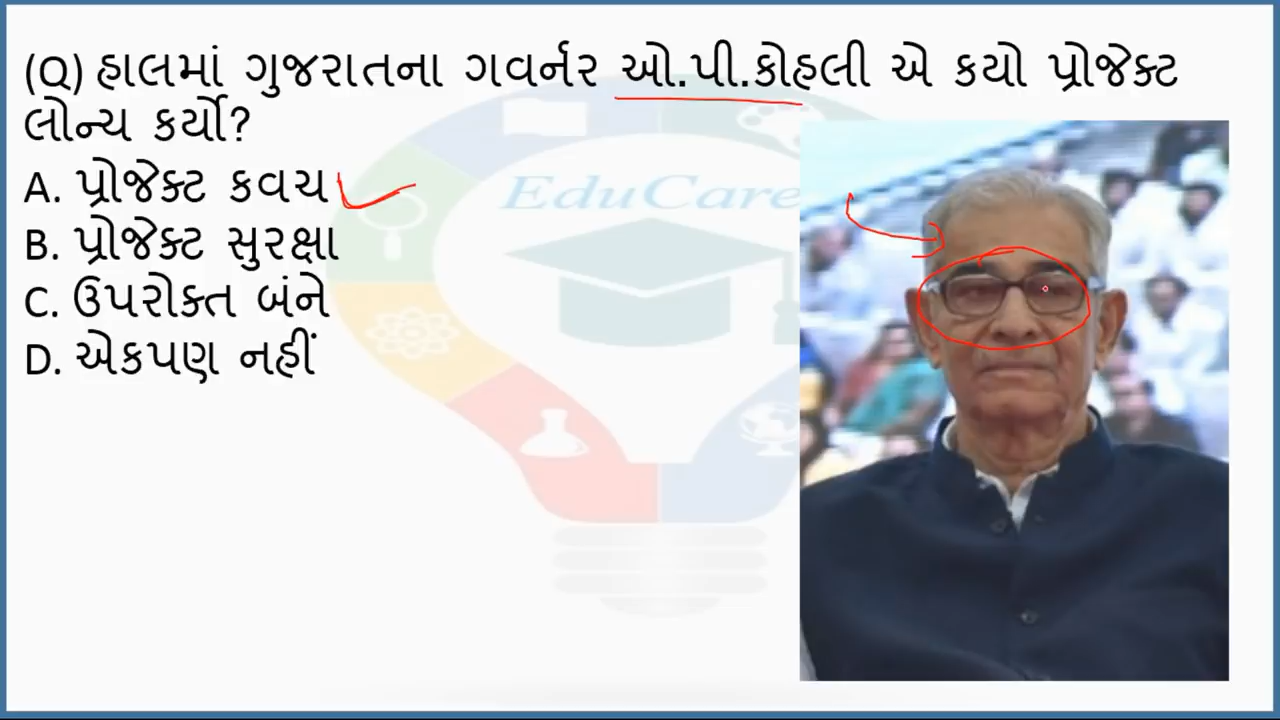 (Q) હાલમાં ગુજરાતના ગવર્નર ઓ.પી.કોહલી એ કયો પ્રોજેક્ટ
લોન્ચ કર્યો?
A. પ્રોજેક્ટ કવચ
B. પ્રોજેક્ટ સુરક્ષા
C. ઉપરોક્ત બંને
D. એકપણ નહીં
EduCare